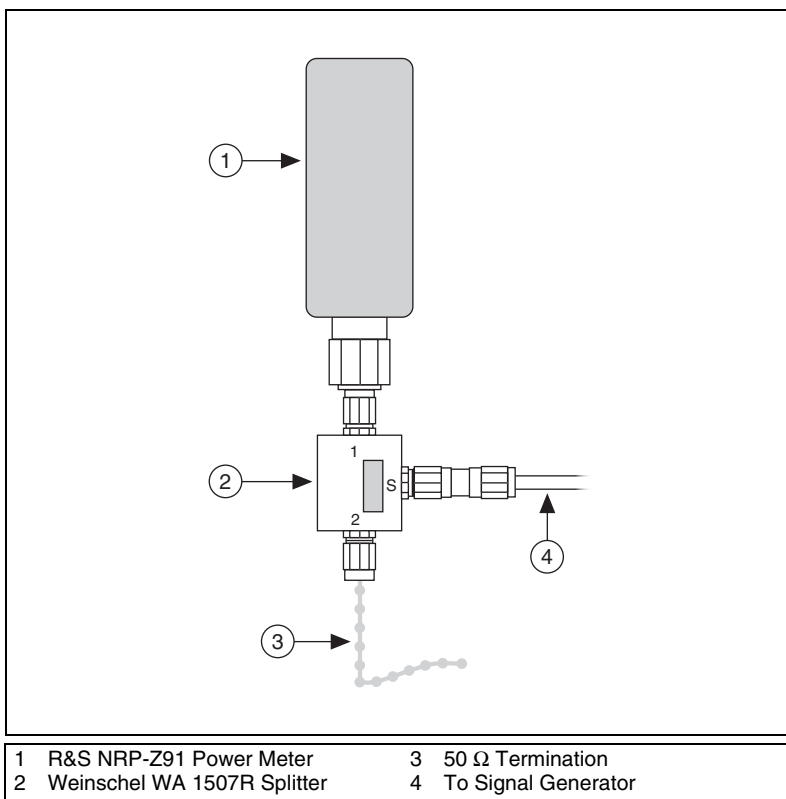 1
1
2
S
2
4
3
1 R&S NRP-Z91 Power Meter
2 Weinschel WA 1507R Splitter
3 50 Ω Termination
4 To Signal Generator